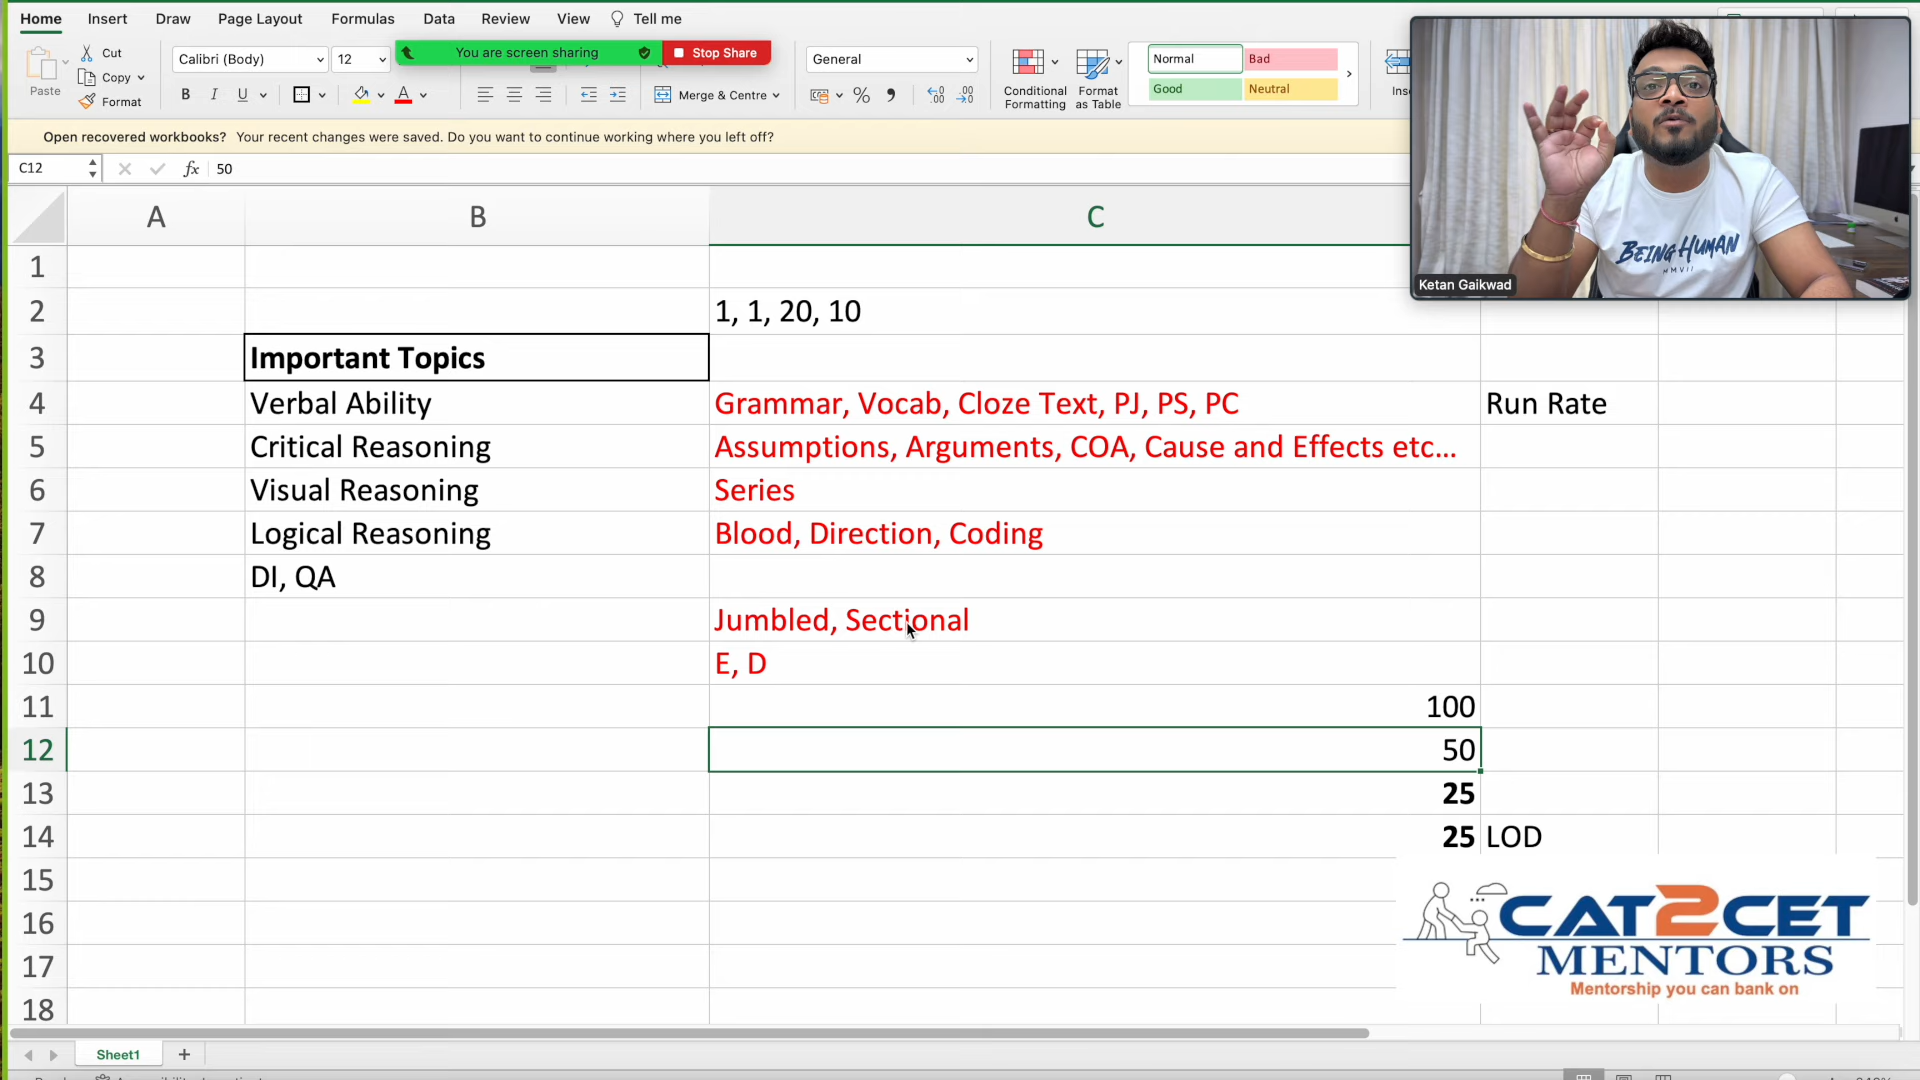 Home Insert Draw Page Layout Formulas Data Review View Tell me
Paste
Cut
Copy
Format
Calibri (Body) 12
You are screen sharing Stop Share
B I U A
Merge & Centre
General
%
Conditional Formatting
Format as Table
Normal Bad
Good Neutral
Open recovered workbooks? Your recent changes were saved. Do you want to continue working where you left off?
C12 fx 50
A B C
1
2 1, 1, 20, 10
3 Important Topics
4 Verbal Ability Grammar, Vocab, Cloze Text, PJ, PS, PC Run Rate
5 Critical Reasoning Assumptions, Arguments, COA, Cause and Effects etc...
6 Visual Reasoning Series
7 Logical Reasoning Blood, Direction, Coding
8 DI, QA
9 Jumbled, Sectional
10 E, D
11 100
12 50
13 25
14 25 LOD
15
16
17
18
BEING HUMAN
MMVII
Ketan Gaikwad
CAT2CET
MENTORS
Mentorship you can bank on
Sheet1 +